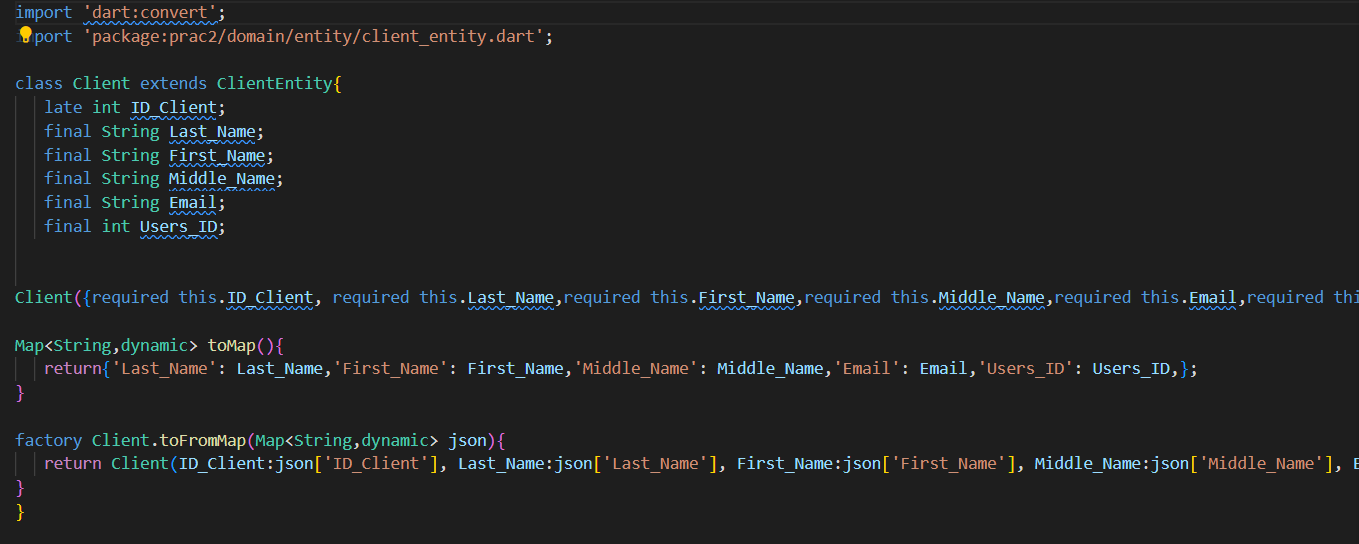 import 'dart:convert';
import 'package:prac2/domain/entity/client_entity.dart';
class Client extends ClientEntity{
late int ID_Client;
final String Last_Name;
final String First_Name;
final String Middle_Name;
final String Email;
final int Users_ID;
Client({required this.ID_Client, required this.Last_Name,required this.First_Name,required this.Middle_Name,required this.Email,required
Map<String,dynamic> toMap(){
return{'Last_Name': Last_Name,'First_Name': First_Name,'Middle_Name': Middle_Name,'Email': Email,'Users_ID': Users_ID,};
}
factory Client.toFromMap(Map<String,dynamic> json){
return Client(ID_Client:json['ID_Client'], Last_Name:json['Last_Name'], First_Name:json['First_Name'], Middle_Name:json['Middle_Name'],
}
}